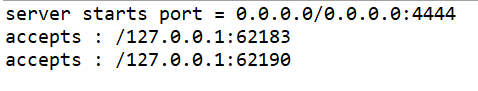 server starts port = 0.0.0.0/0.0.0.0:4444
accepts : /127.0.0.1:62183
accepts : /127.0.0.1:62190